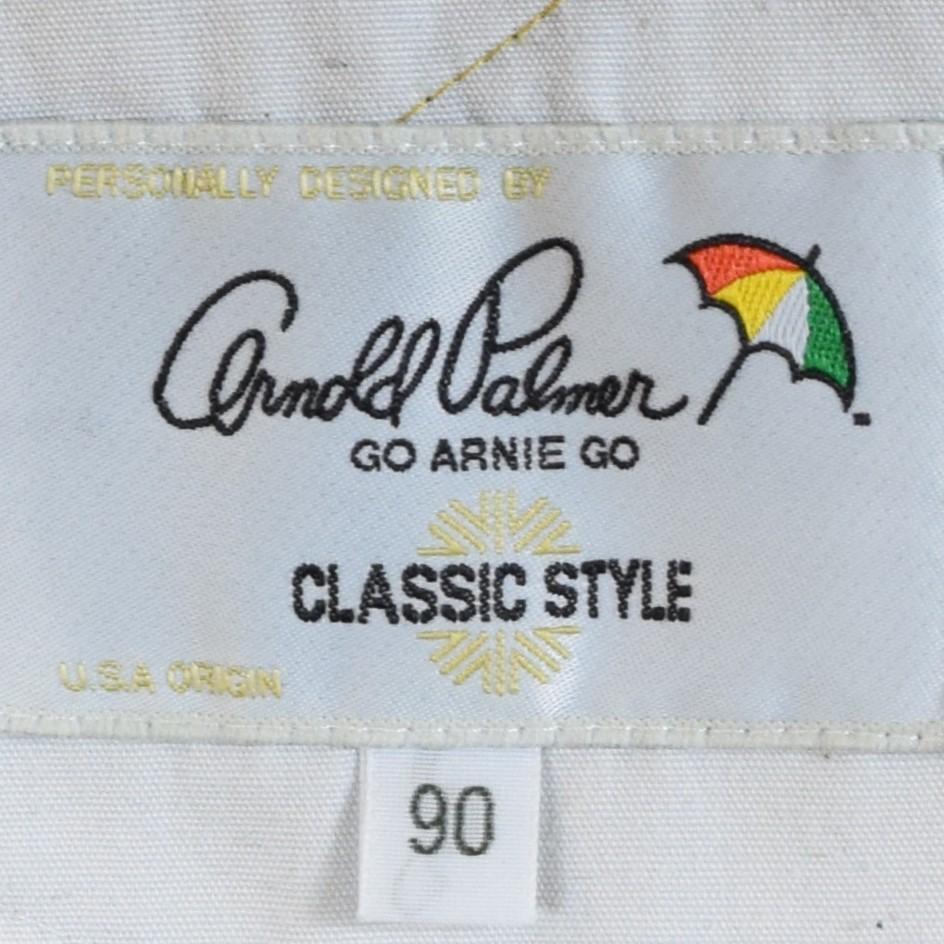 PERSONALLY DESIGNED BY
Arnold Palmer
GO ARNIE GO
CLASSIC STYLE
U.S.A ORIGIN
90